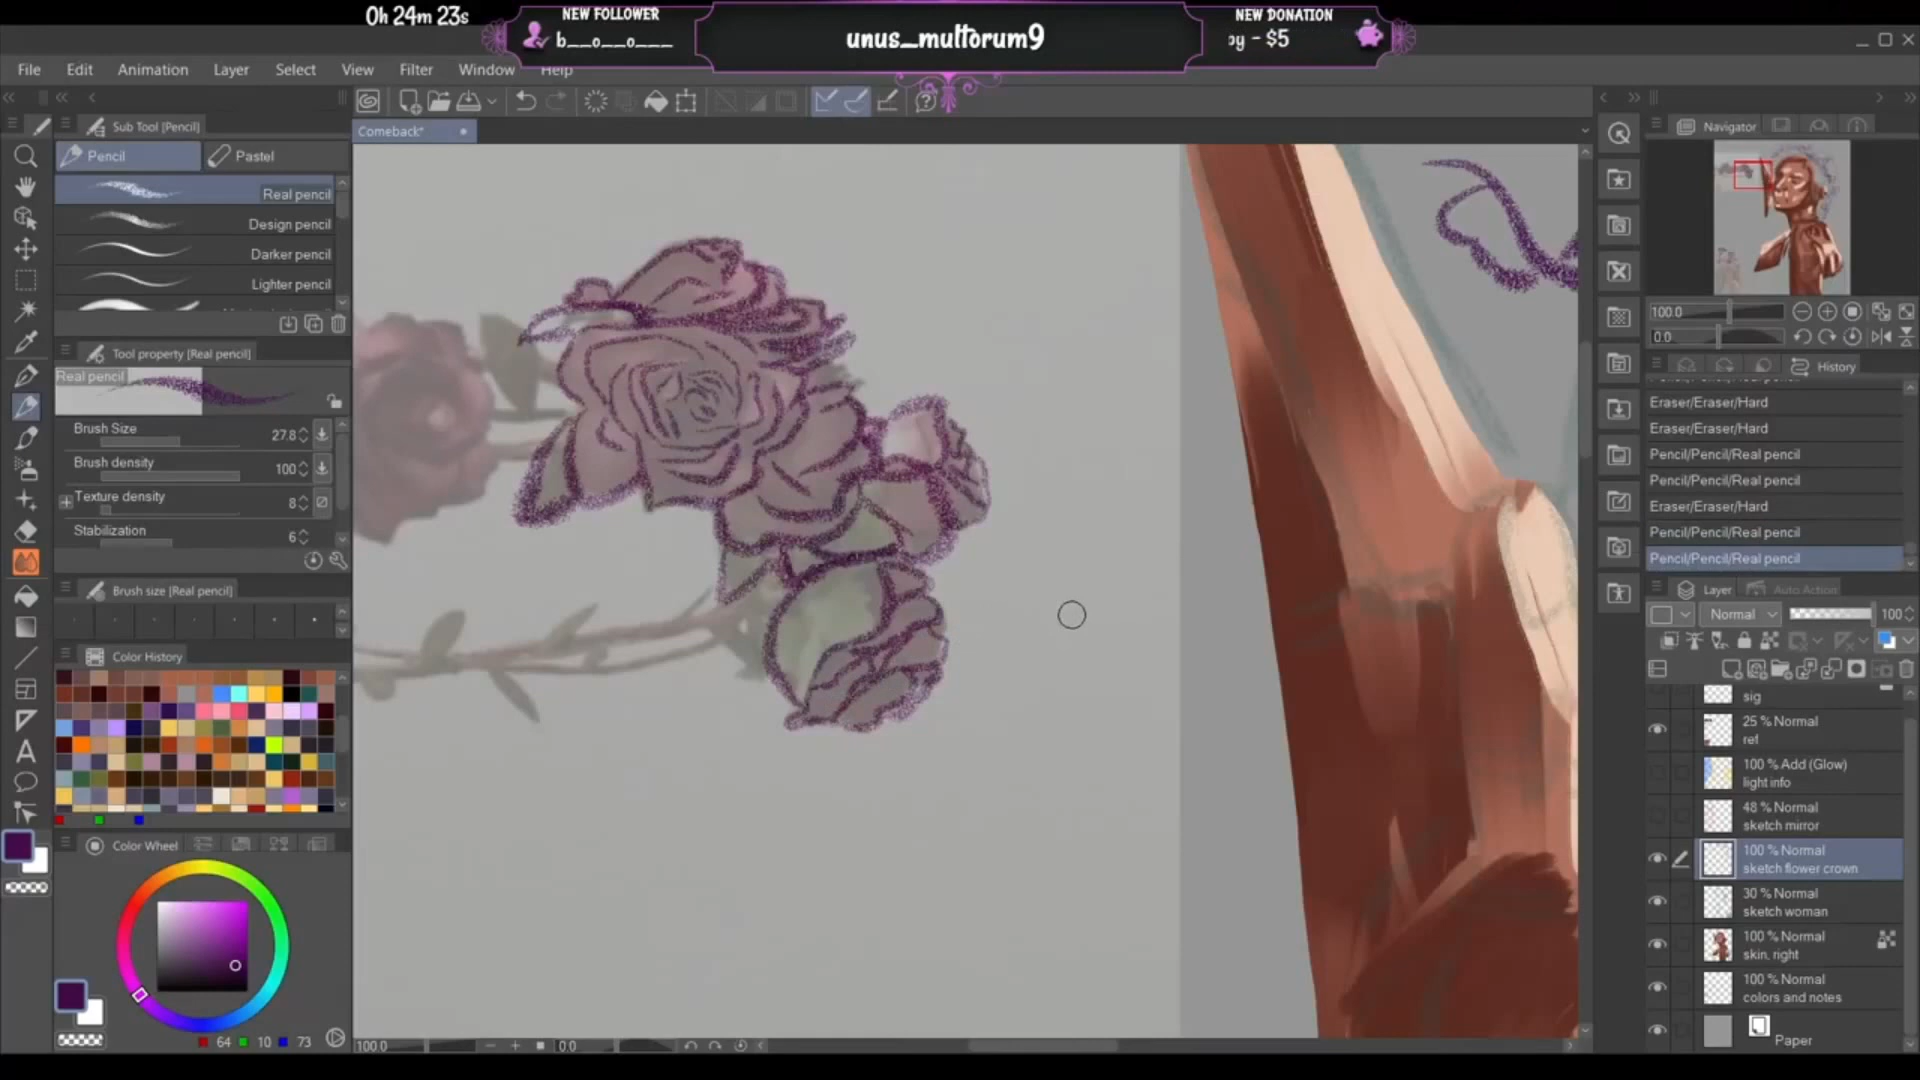 0h 24m 23s
NEW FOLLOWER
b__o__o___
unus_multorum9
NEW DONATION
oy - $5
File Edit Animation Layer Select View Filter Window Help
Sub Tool [Pencil]
Pencil
Pastel
Real pencil
Design pencil
Darker pencil
Lighter pencil
Tool property [Real pencil]
Real pencil
Brush Size 27.8
Brush density 100
Texture density 8
Stabilization 6
Brush size [Real pencil]
Color History
Color Wheel
64 10 73
Comeback*
100.0 0.0
Navigator
100.0
0.0
History
Eraser/Eraser/Hard
Eraser/Eraser/Hard
Pencil/Pencil/Real pencil
Pencil/Pencil/Real pencil
Eraser/Eraser/Hard
Pencil/Pencil/Real pencil
Pencil/Pencil/Real pencil
Layer
Auto Action
Normal 100
sig
25 % Normal
ref
100 % Add (Glow)
light info
48 % Normal
sketch mirror
100 % Normal
sketch flower crown
30 % Normal
sketch woman
100 % Normal
skin, right
100 % Normal
colors and notes
Paper